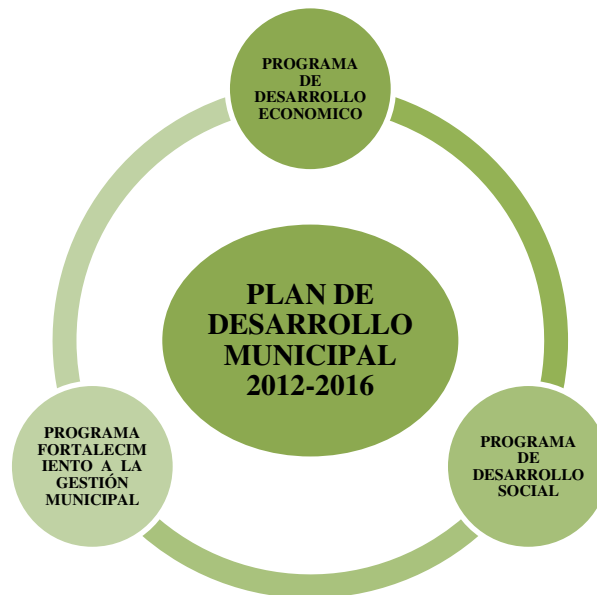 PROGRAMA
DE
DESARROLLO
ECONOMICO
PLAN DE
DESARROLLO
MUNICIPAL
2012-2016
PROGRAMA
FORTALECIM
IENTO A LA
GESTIÓN
MUNICIPAL
PROGRAMA
DE
DESARROLLO
SOCIAL